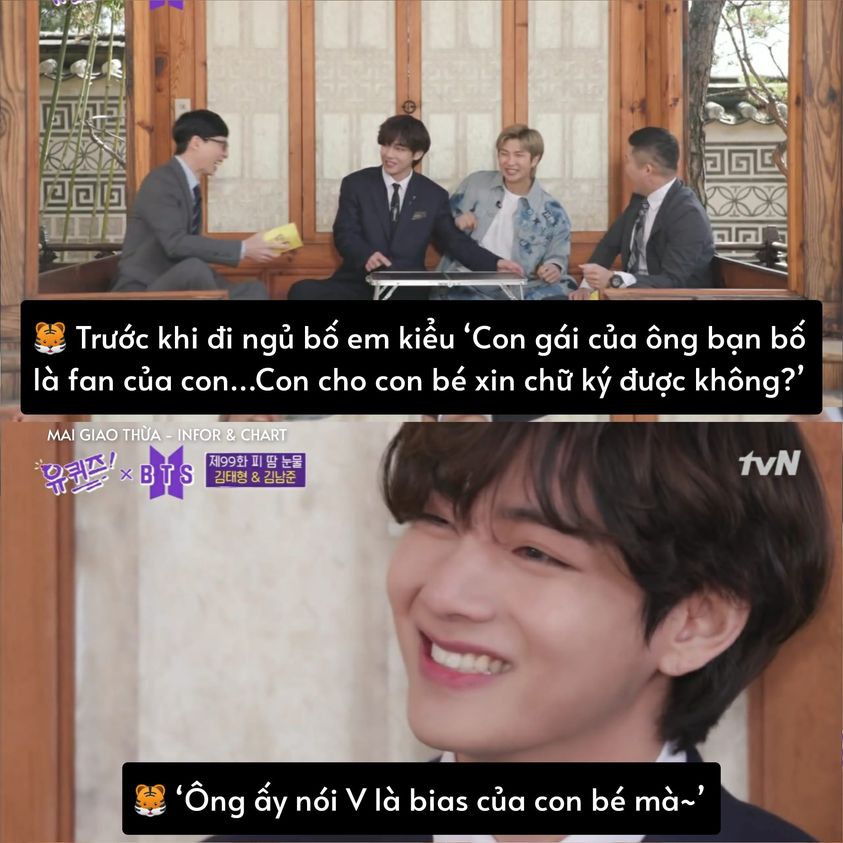 🐯 Trước khi đi ngủ bố em kiểu ‘Con gái của ông bạn bố
là fan của con...Con cho con bé xin chữ ký được không?’
MAI GIAO THỪA - INFOR & CHART
유퀴즈! × BTS 제99화 피 땀 눈물
김태형 & 김남준
tvN
🐯 ‘Ông ấy nói V là bias của con bé mà~’